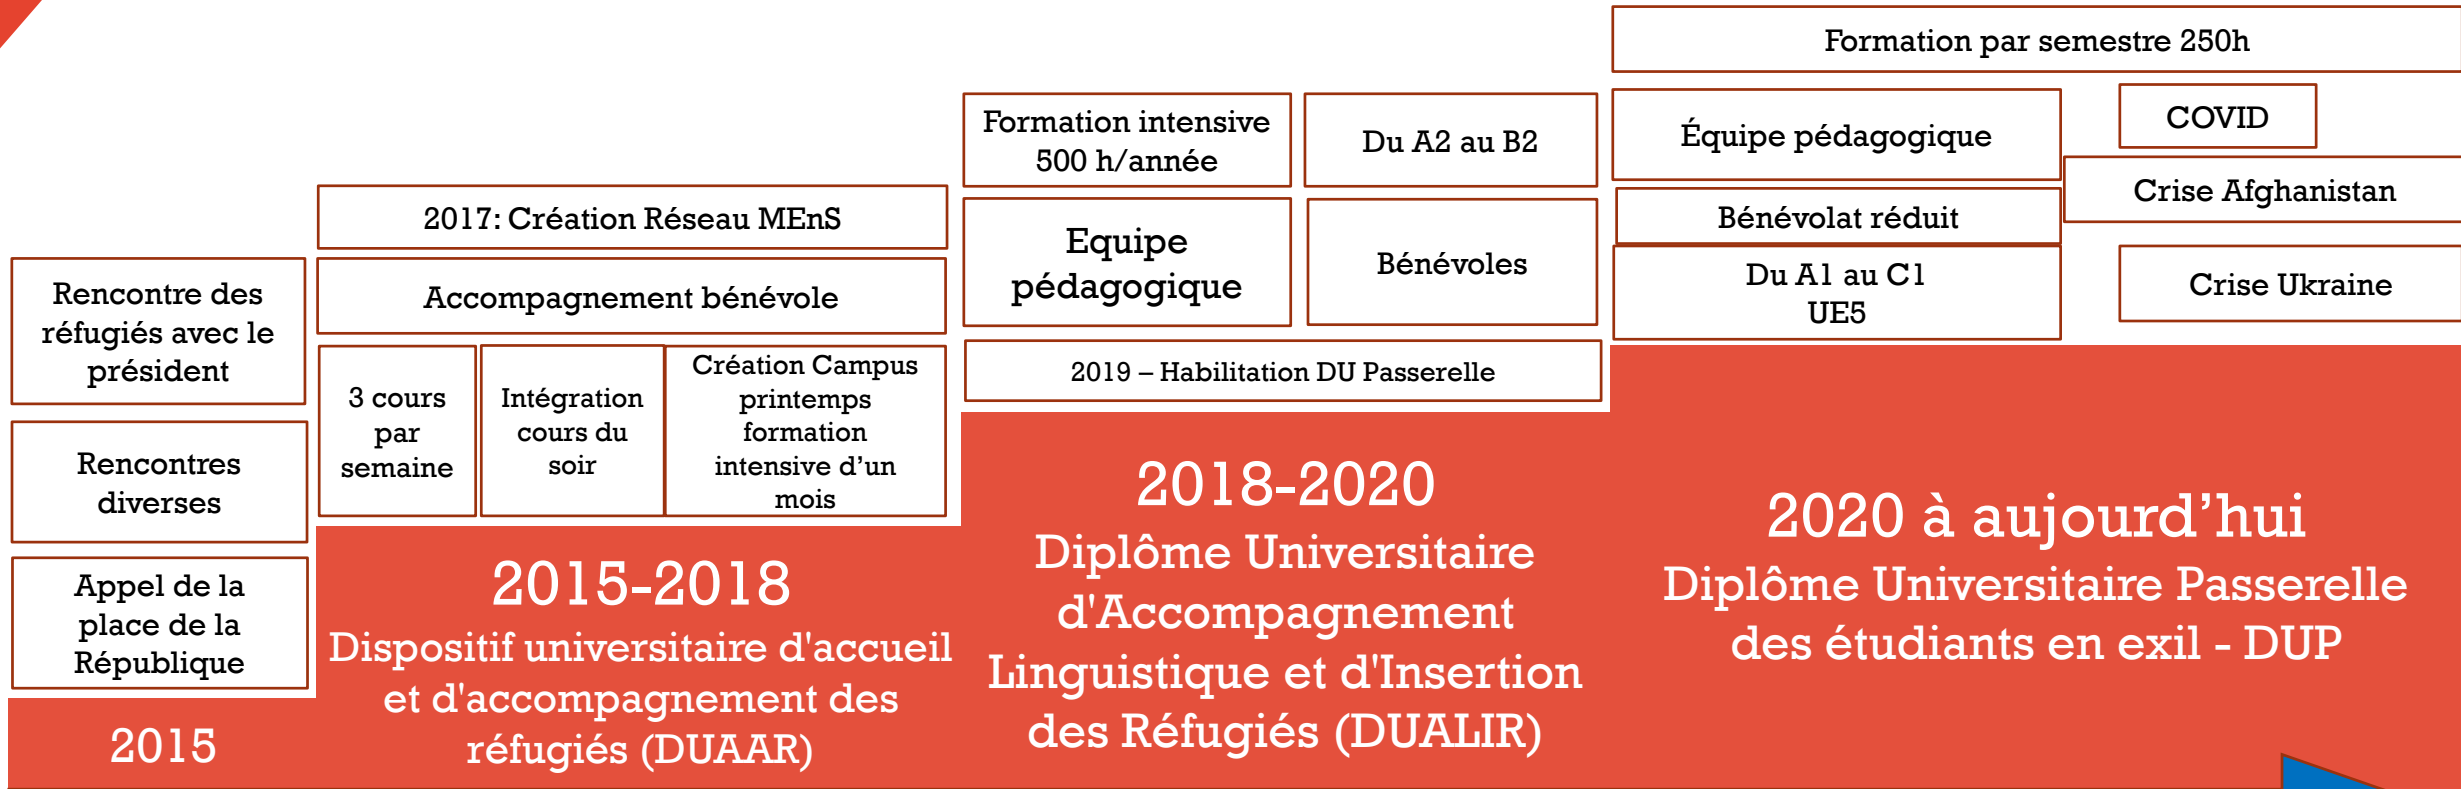 Rencontre des
réfugiés avec le
président
Rencontres
diverses
Appel de la
place de la
République
2015
2017: Création Réseau MEnS
Accompagnement bénévole
3 cours
par
semaine
Intégration
cours du
soir
Création Campus
printemps
formation
intensive d’un
mois
2015-2018
Dispositif universitaire d'accueil
et d'accompagnement des
réfugiés (DUAAR)
Formation intensive
500 h/année
Du A2 au B2
Equipe
pédagogique
Bénévoles
2019 – Habilitation DU Passerelle
2018-2020
Diplôme Universitaire
d'Accompagnement
Linguistique et d'Insertion
des Réfugiés (DUALIR)
Formation par semestre 250h
Équipe pédagogique
Bénévolat réduit
Du A1 au C1
UE5
COVID
Crise Afghanistan
Crise Ukraine
2020 à aujourd’hui
Diplôme Universitaire Passerelle
des étudiants en exil - DUP